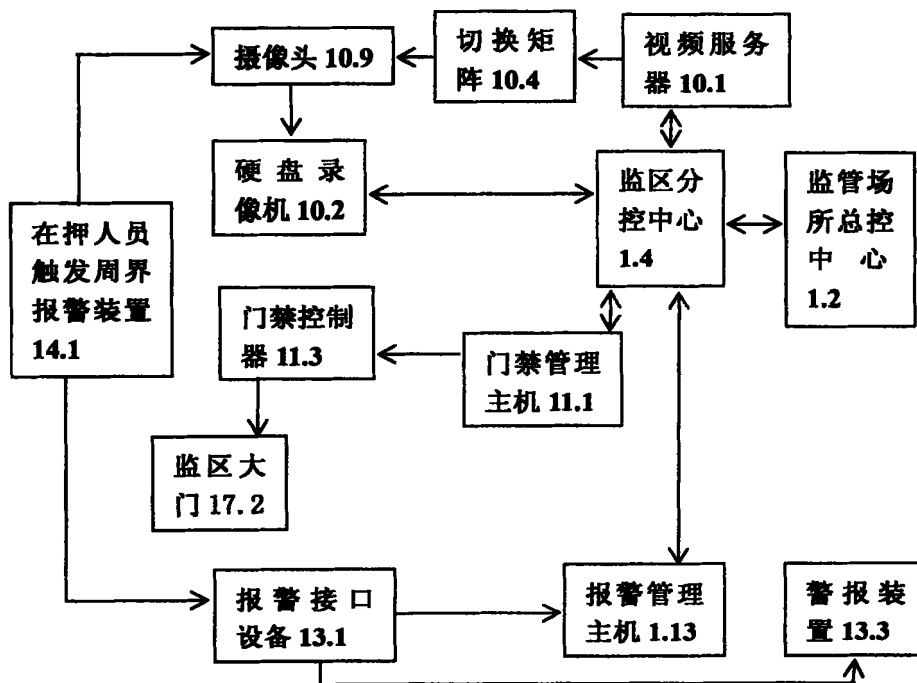 摄像头 10.9
切换矩
阵 10.4
视频服务
器 10.1
硬盘录
像机 10.2
监区分
控中心
1.4
监管场
所总控
中心
1.2
在押人员
触发周界
报警装置
14.1
门禁控制
器 11.3
门禁管理
主机 11.1
监区大
门 17.2
报警接口
设备 13.1
报警管理
主机 1.13
警报装
置 13.3